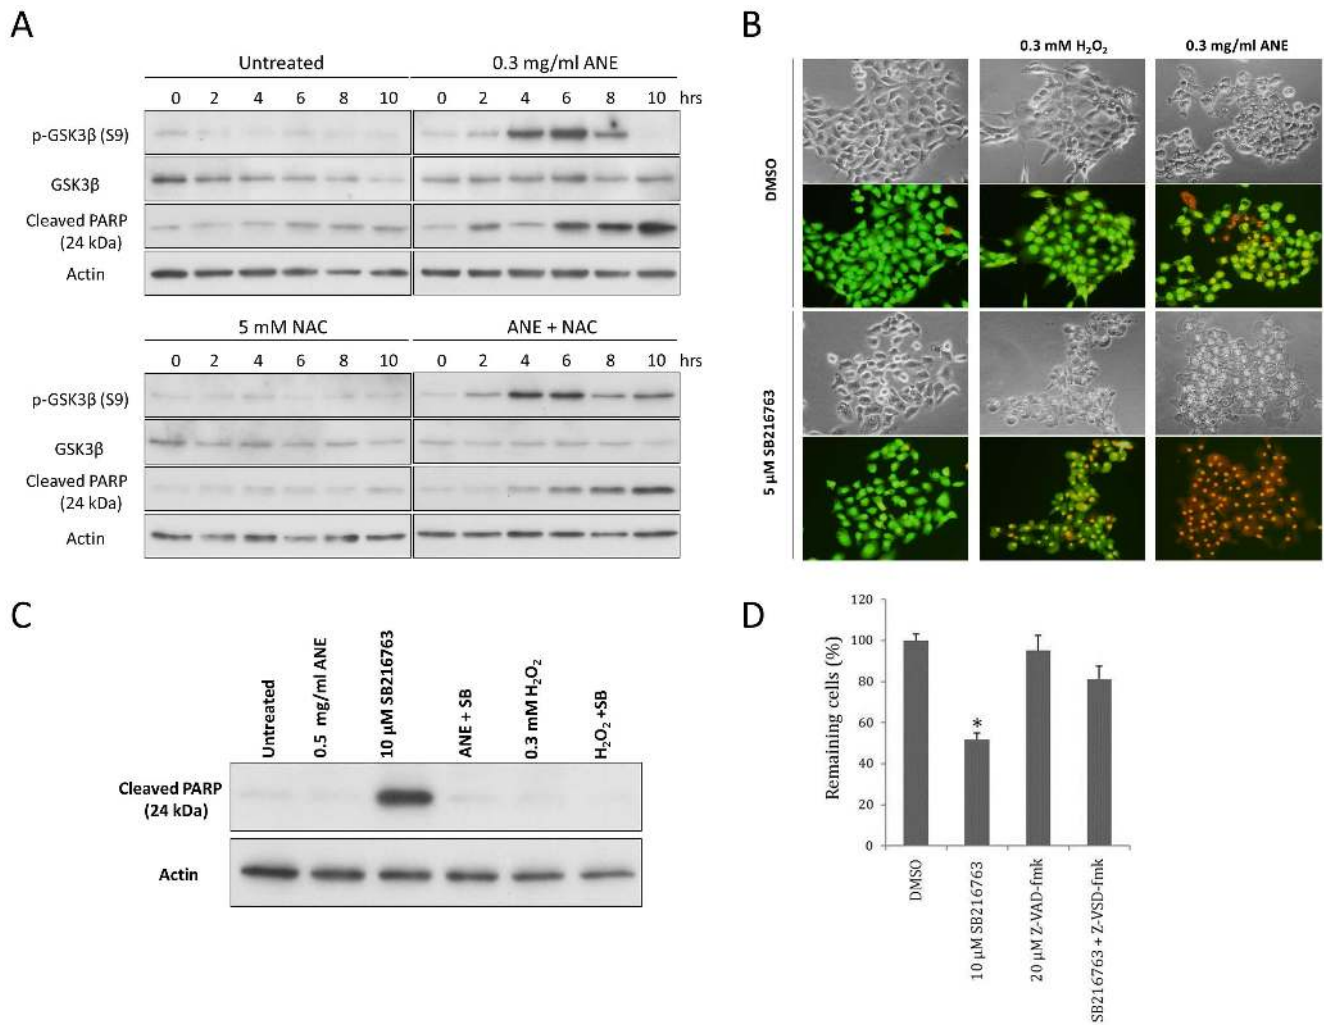 A
Untreated
0.3 mg/ml ANE
0 2 4 6 8 10 0 2 4 6 8 10 hrs
p-GSK3β (S9)
GSK3β
Cleaved PARP
(24 kDa)
Actin
5 mM NAC
ANE + NAC
0 2 4 6 8 10 0 2 4 6 8 10 hrs
p-GSK3β (S9)
GSK3β
Cleaved PARP
(24 kDa)
Actin
B
0.3 mM H₂O₂
0.3 mg/ml ANE
DMSO
5 µM SB216763
C
Untreated
0.5 mg/ml ANE
10 µM SB216763
ANE + SB
0.3 mM H₂O₂
H₂O₂ +SB
Cleaved PARP
(24 kDa)
Actin
D
Remaining cells (%)
120
100
80
60
40
20
0
*
DMSO
10 µM SB216763
20 µM Z-VAD-fmk
SB216763 + Z-VSD-fmk